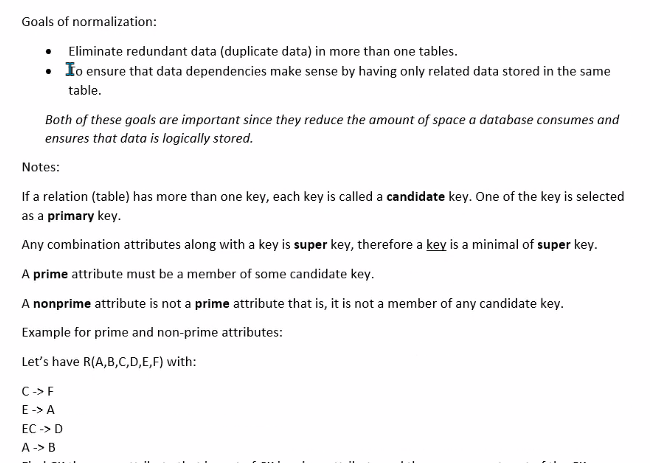 Goals of normalization:
• Eliminate redundant data (duplicate data) in more than one tables.
• To ensure that data dependencies make sense by having only related data stored in the same
table.
Both of these goals are important since they reduce the amount of space a database consumes and
ensures that data is logically stored.
Notes:
If a relation (table) has more than one key, each key is called a candidate key. One of the key is selected
as a primary key.
Any combination attributes along with a key is super key, therefore a key is a minimal of super key.
A prime attribute must be a member of some candidate key.
A nonprime attribute is not a prime attribute that is, it is not a member of any candidate key.
Example for prime and non-prime attributes:
Let's have R(A,B,C,D,E,F) with:
C -> F
E -> A
EC -> D
A -> B